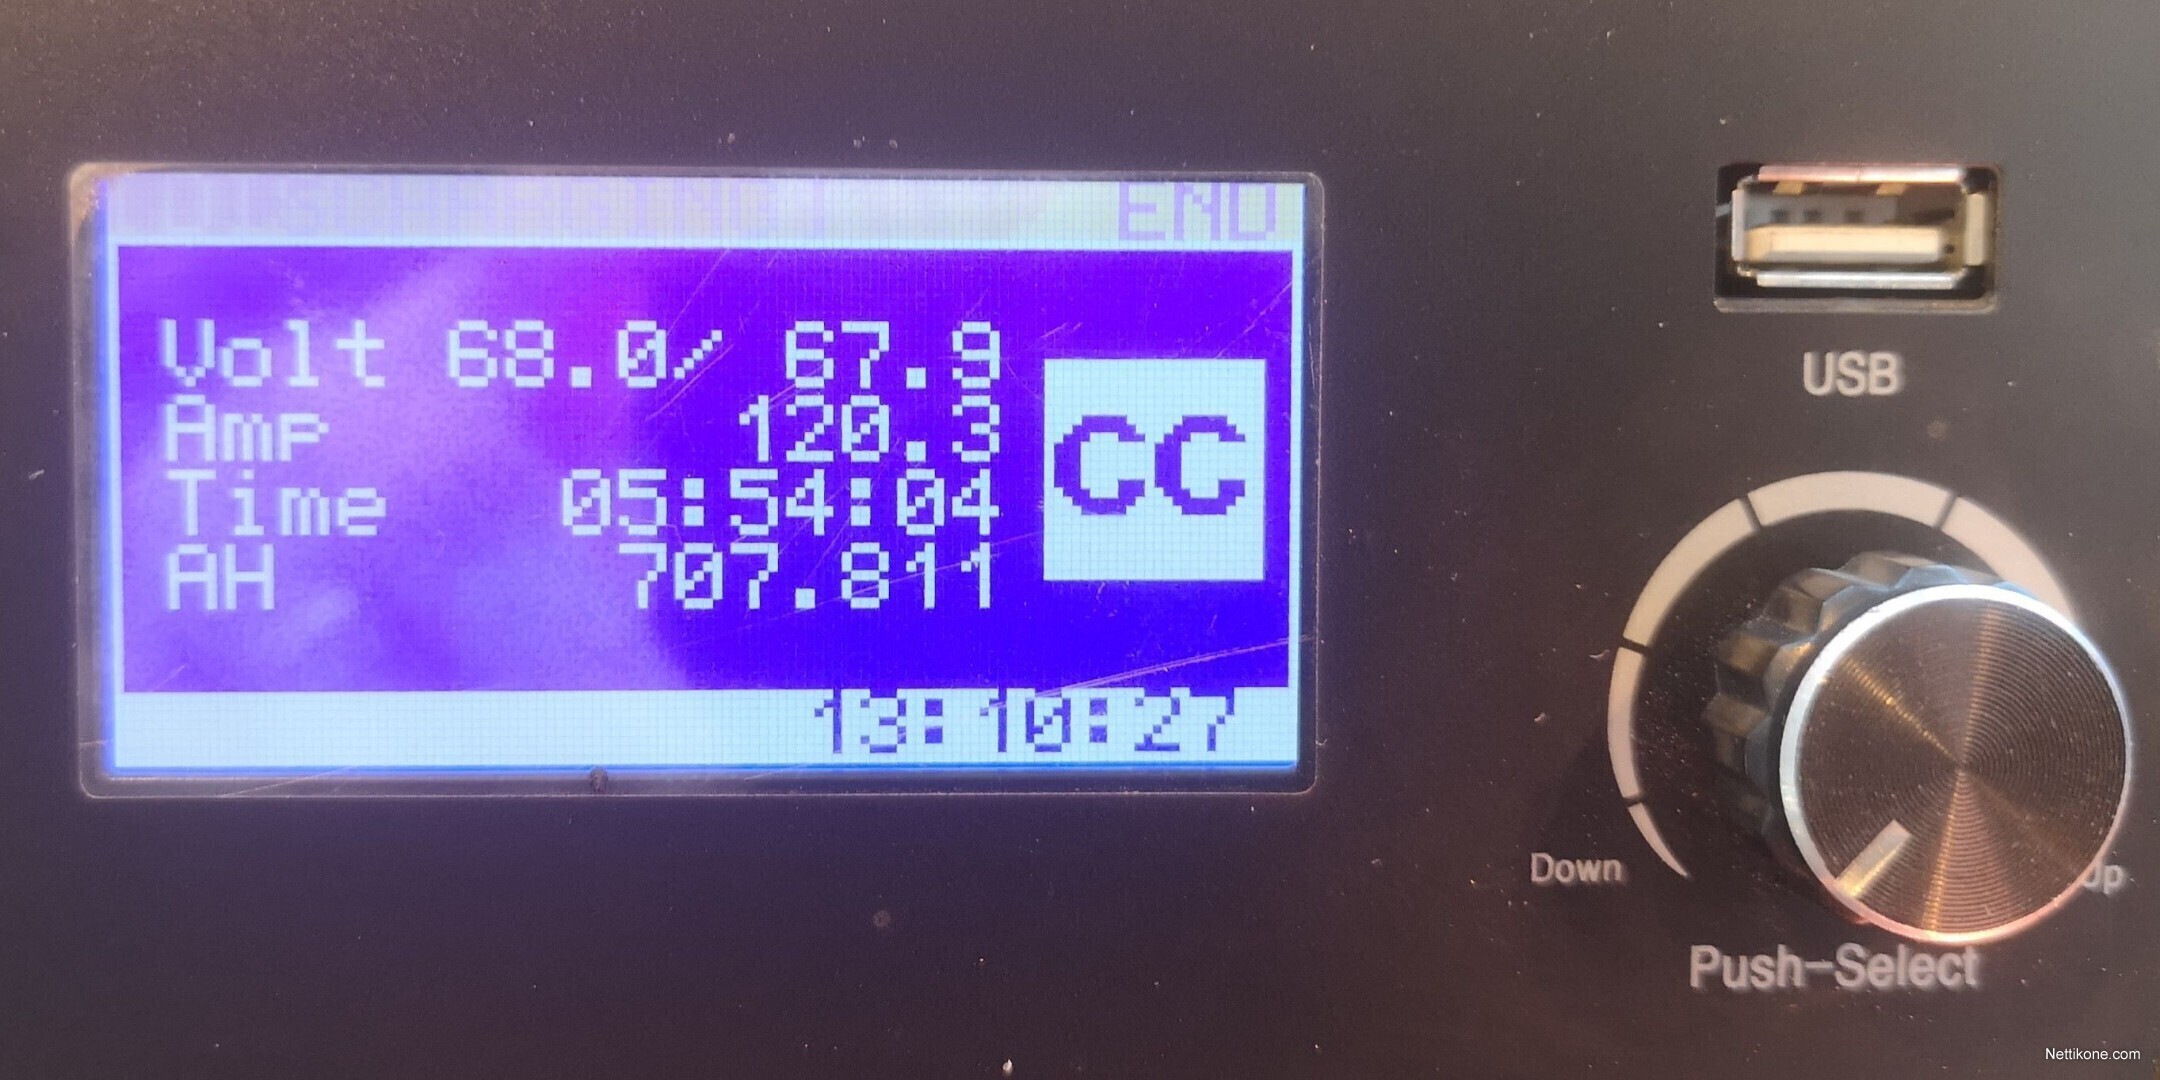 DISCHARGING END
Volt 68.0/ 67.9
Amp 120.3
Time 05:54:04
AH 707.811
CC
13:10:27
USB
Down Up
Push-Select
Nettikone.com